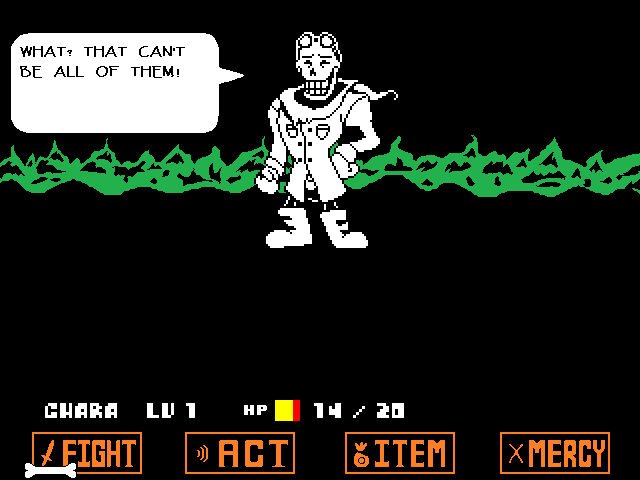 WHAT? THAT CAN'T
BE ALL OF THEM!
CHARA LV 1 HP 14 / 20
FIGHT ACT ITEM MERCY